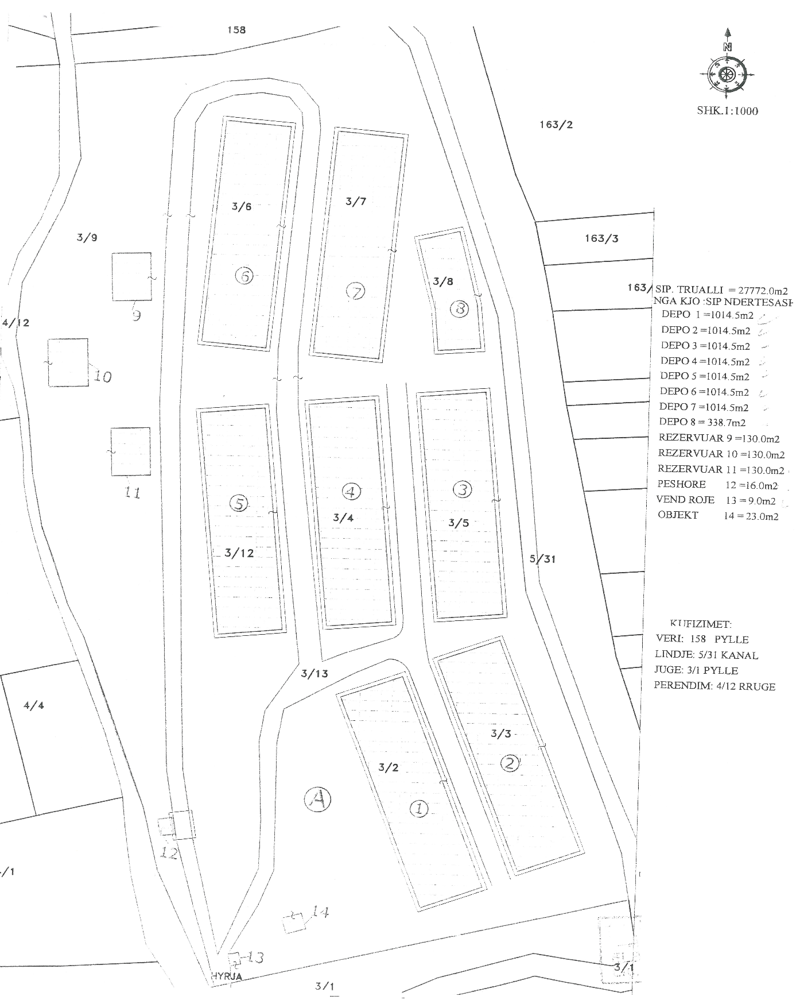 158
N
SHK.1:1000
163/2
3/6
3/7
3/9
163/3
3/8
6
7
8
163/
9
4/12
10
SIP. TRUALLI = 27772.0m2
NGA KJO :SIP NDERTESASH
DEPO 1 =1014.5m2
DEPO 2 =1014.5m2
DEPO 3 =1014.5m2
DEPO 4 =1014.5m2
DEPO 5 =1014.5m2
DEPO 6 =1014.5m2
DEPO 7 =1014.5m2
DEPO 8 = 338.7m2
REZERVUAR 9 =130.0m2
REZERVUAR 10 =130.0m2
REZERVUAR 11 =130.0m2
PESHORE 12 =16.0m2
VEND ROJE 13 = 9.0m2
OBJEKT 14 = 23.0m2
11
5
4
3
3/4
3/5
3/12
5/31
KUFIZIMET:
VERI: 158 PYLLE
LINDJE: 5/31 KANAL
JUGE: 3/1 PYLLE
PERENDIM: 4/12 RRUGE
3/13
4/4
3/3
2
3/2
A
1
12
/1
14
13
HYRJA
3/1
3/1